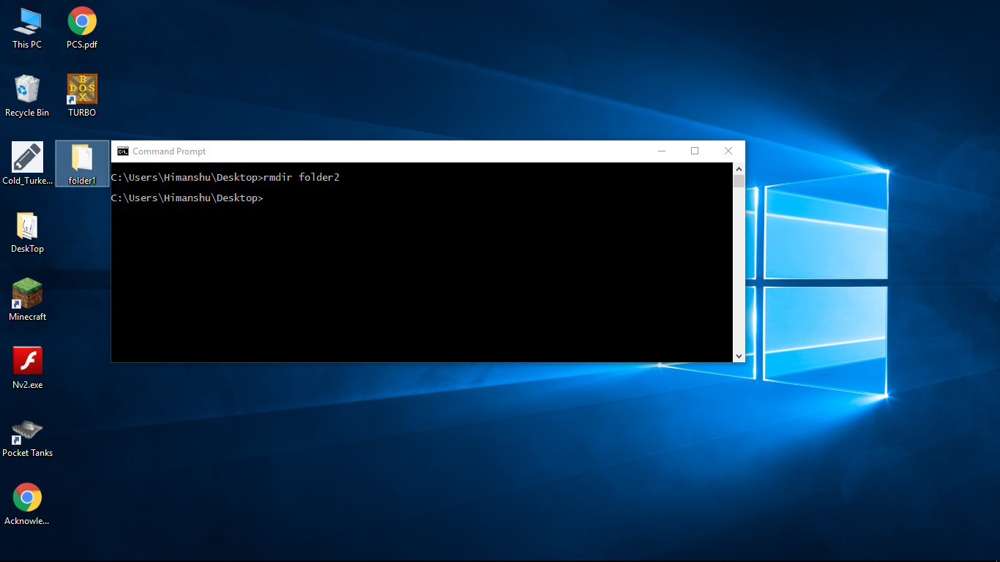 This PC
PCS.pdf
Recycle Bin
TURBO
Cold_Turke...
folder1
DeskTop
Minecraft
Nv2.exe
Pocket Tanks
Acknowle...
B
DOS
X
C:\.
Command Prompt
C:\Users\Himanshu\Desktop>rmdir folder2
C:\Users\Himanshu\Desktop>